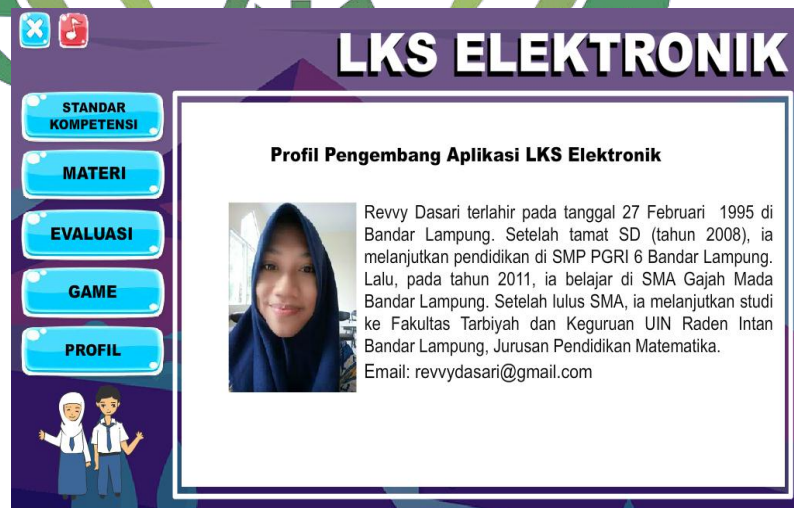 LKS ELEKTRONIK
STANDAR
KOMPETENSI
MATERI
EVALUASI
GAME
PROFIL
Profil Pengembang Aplikasi LKS Elektronik
Revvy Dasari terlahir pada tanggal 27 Februari 1995 di
Bandar Lampung. Setelah tamat SD (tahun 2008), ia
melanjutkan pendidikan di SMP PGRI 6 Bandar Lampung.
Lalu, pada tahun 2011, ia belajar di SMA Gajah Mada
Bandar Lampung. Setelah lulus SMA, ia melanjutkan studi
ke Fakultas Tarbiyah dan Keguruan UIN Raden Intan
Bandar Lampung, Jurusan Pendidikan Matematika.
Email: revvydasari@gmail.com